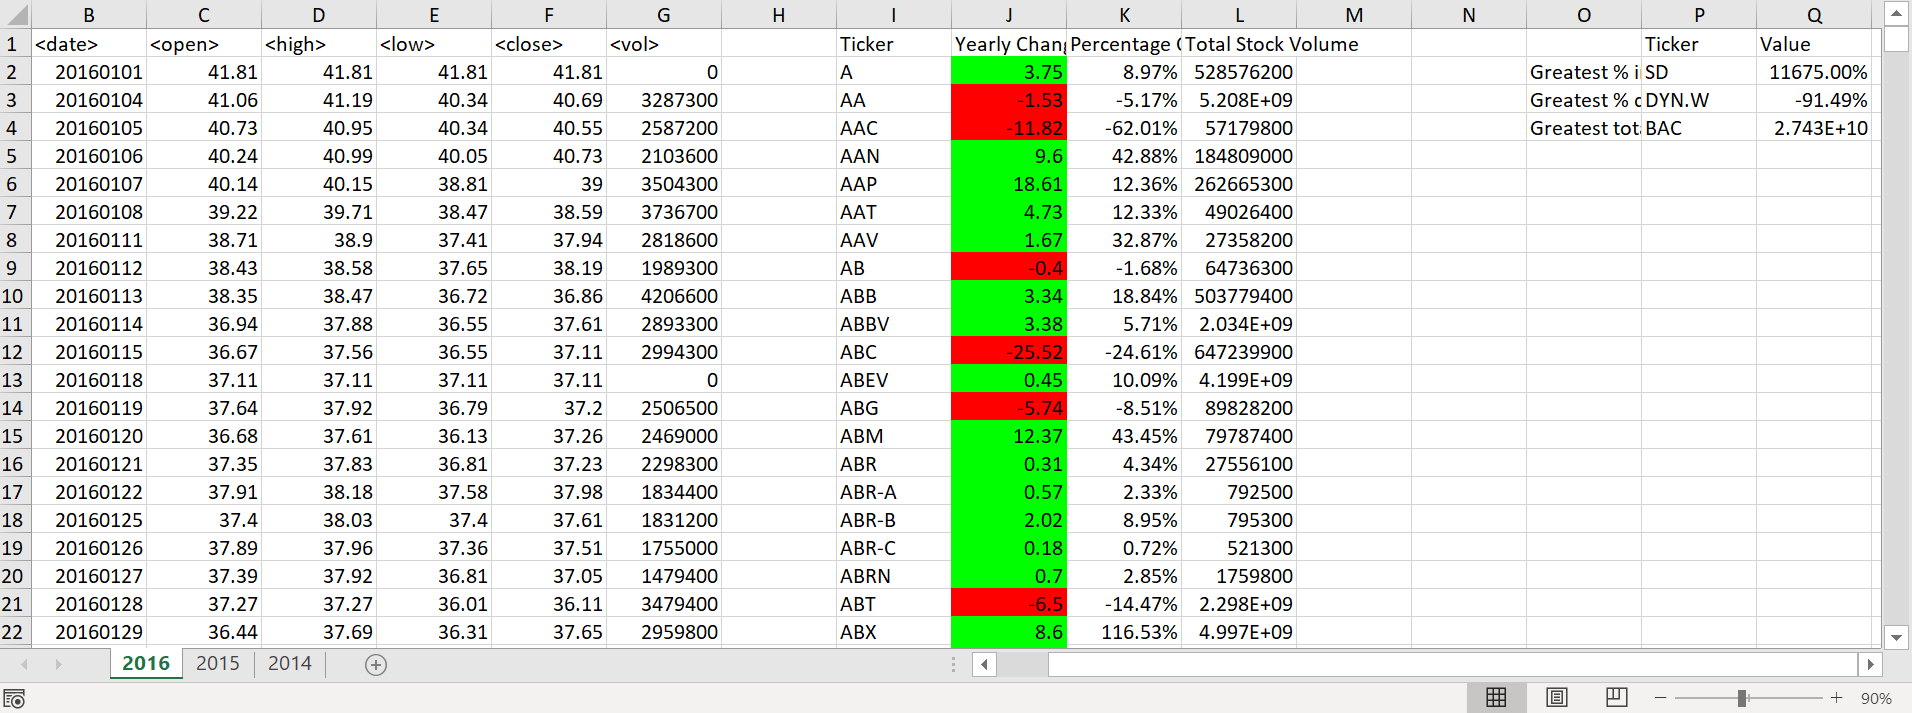 B C D E F G H I J K L M N O P Q
1 <date> <open> <high> <low> <close> <vol> Ticker Yearly Chang Percentage C Total Stock Volume Ticker Value
2 20160101 41.81 41.81 41.81 41.81 0 A 3.75 8.97% 528576200 Greatest % i SD 11675.00%
3 20160104 41.06 41.19 40.34 40.69 3287300 AA -1.53 -5.17% 5.208E+09 Greatest % d DYN.W -91.49%
4 20160105 40.73 40.95 40.34 40.55 2587200 AAC -11.82 -62.01% 57179800 Greatest tota BAC 2.743E+10
5 20160106 40.24 40.99 40.05 40.73 2103600 AAN 9.6 42.88% 184809000
6 20160107 40.14 40.15 38.81 39 3504300 AAP 18.61 12.36% 262665300
7 20160108 39.22 39.71 38.47 38.59 3736700 AAT 4.73 12.33% 49026400
8 20160111 38.71 38.9 37.41 37.94 2818600 AAV 1.67 32.87% 27358200
9 20160112 38.43 38.58 37.65 38.19 1989300 AB -0.4 -1.68% 64736300
10 20160113 38.35 38.47 36.72 36.86 4206600 ABB 3.34 18.84% 503779400
11 20160114 36.94 37.88 36.55 37.61 2893300 ABBV 3.38 5.71% 2.034E+09
12 20160115 36.67 37.56 36.55 37.11 2994300 ABC -25.52 -24.61% 647239900
13 20160118 37.11 37.11 37.11 37.11 0 ABEV 0.45 10.09% 4.199E+09
14 20160119 37.64 37.92 36.79 37.2 2506500 ABG -5.74 -8.51% 89828200
15 20160120 36.68 37.61 36.13 37.26 2469000 ABM 12.37 43.45% 79787400
16 20160121 37.35 37.83 36.81 37.23 2298300 ABR 0.31 4.34% 27556100
17 20160122 37.91 38.18 37.58 37.98 1834400 ABR-A 0.57 2.33% 792500
18 20160125 37.4 38.03 37.4 37.61 1831200 ABR-B 2.02 8.95% 795300
19 20160126 37.89 37.96 37.36 37.51 1755000 ABR-C 0.18 0.72% 521300
20 20160127 37.39 37.92 36.81 37.05 1479400 ABRN 0.7 2.85% 1759800
21 20160128 37.27 37.27 36.01 36.11 3479400 ABT -6.5 -14.47% 2.298E+09
22 20160129 36.44 37.69 36.31 37.65 2959800 ABX 8.6 116.53% 4.997E+09
2016 2015 2014
90%